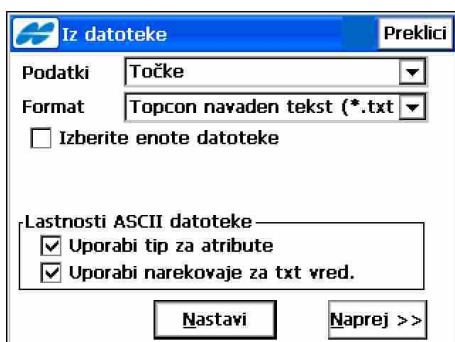 Iz datoteke Preklici
Podatki Točke
Format Topcon navaden tekst (*.txt
Izberite enote datoteke
Lastnosti ASCII datoteke
Uporabi tip za atribute
Uporabi narekovaje za txt vred.
Nastavi Naprej >>